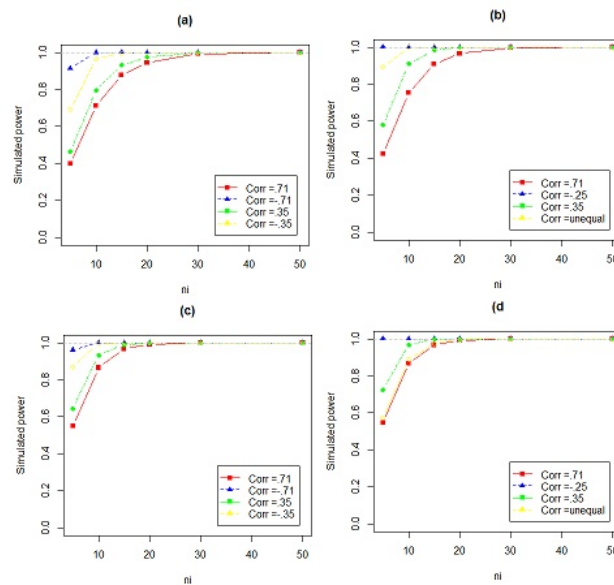 (a)
Simulated power
1.0
0.8
0.6
0.4
0.2
0.0
Corr =.71
Corr=-.71
Corr =.35
Corr=-.35
10
20
30
40
50
ni
(b)
Simulated power
1.0
0.8
0.6
0.4
0.2
0.0
Corr=.71
Corr =-.25
Corr=.35
Corr=unequal
10
20
30
40
50
ni
(c)
Simulated power
1.0
0.8
0.6
0.4
0.2
0.0
Corr=.71
Corr=-.71
Corr=.35
Corr=-.35
10
20
30
40
50
ni
(d)
Simulated power
1.0
0.8
0.6
0.4
0.2
0.0
Corr=.71
Corr =-.25
Corr=.35
Corr=unequal
10
20
30
40
50
ni